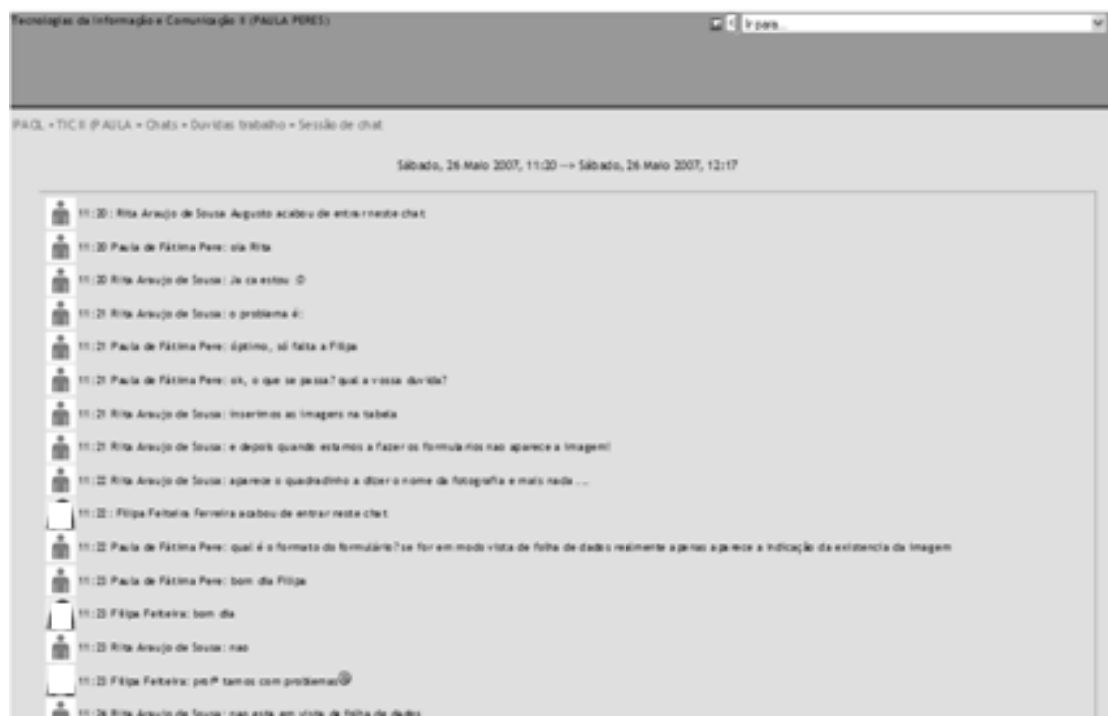 Tecnologias da Informação e Comunicação II (PAULA PERES)
Ir para...
IPAOL » TIC II (PAULA » Chats » Duvidas trabalho » Sessão de chat
Sábado, 26 Maio 2007, 11:20 --> Sábado, 26 Maio 2007, 12:17
11:20: Rita Araujo de Sousa Augusto acabou de entrar neste chat
11:20 Paula de Fátima Pere: ola Rita
11:20 Rita Araujo de Sousa: Ja ca estou :D
11:21 Rita Araujo de Sousa: o problema é:
11:21 Paula de Fátima Pere: óptimo, só falta a Filipa
11:21 Paula de Fátima Pere: ok, o que se passa? qual a vossa duvida?
11:21 Rita Araujo de Sousa: inserimos as imagens na tabela
11:21 Rita Araujo de Sousa: e depois quando estamos a fazer os formularios nao aparece a imagem!
11:22 Rita Araujo de Sousa: aparece o quadradinho a dizer o nome da fotografia e mais nada ...
11:22: Filipa Feiteira Ferreira acabou de entrar neste chat
11:22 Paula de Fátima Pere: qual é o formato do formulário? se for em modo vista de folha de dados realmente apenas aparece a indicação da existencia da imagem
11:23 Paula de Fátima Pere: bom dia Filipa
11:23 Filipa Feiteira: bom dia
11:23 Rita Araujo de Sousa: nao
11:23 Filipa Feiteira: profª tamos com problemas
11:24 Rita Araujo de Sousa: nao esta em vista de folha de dados